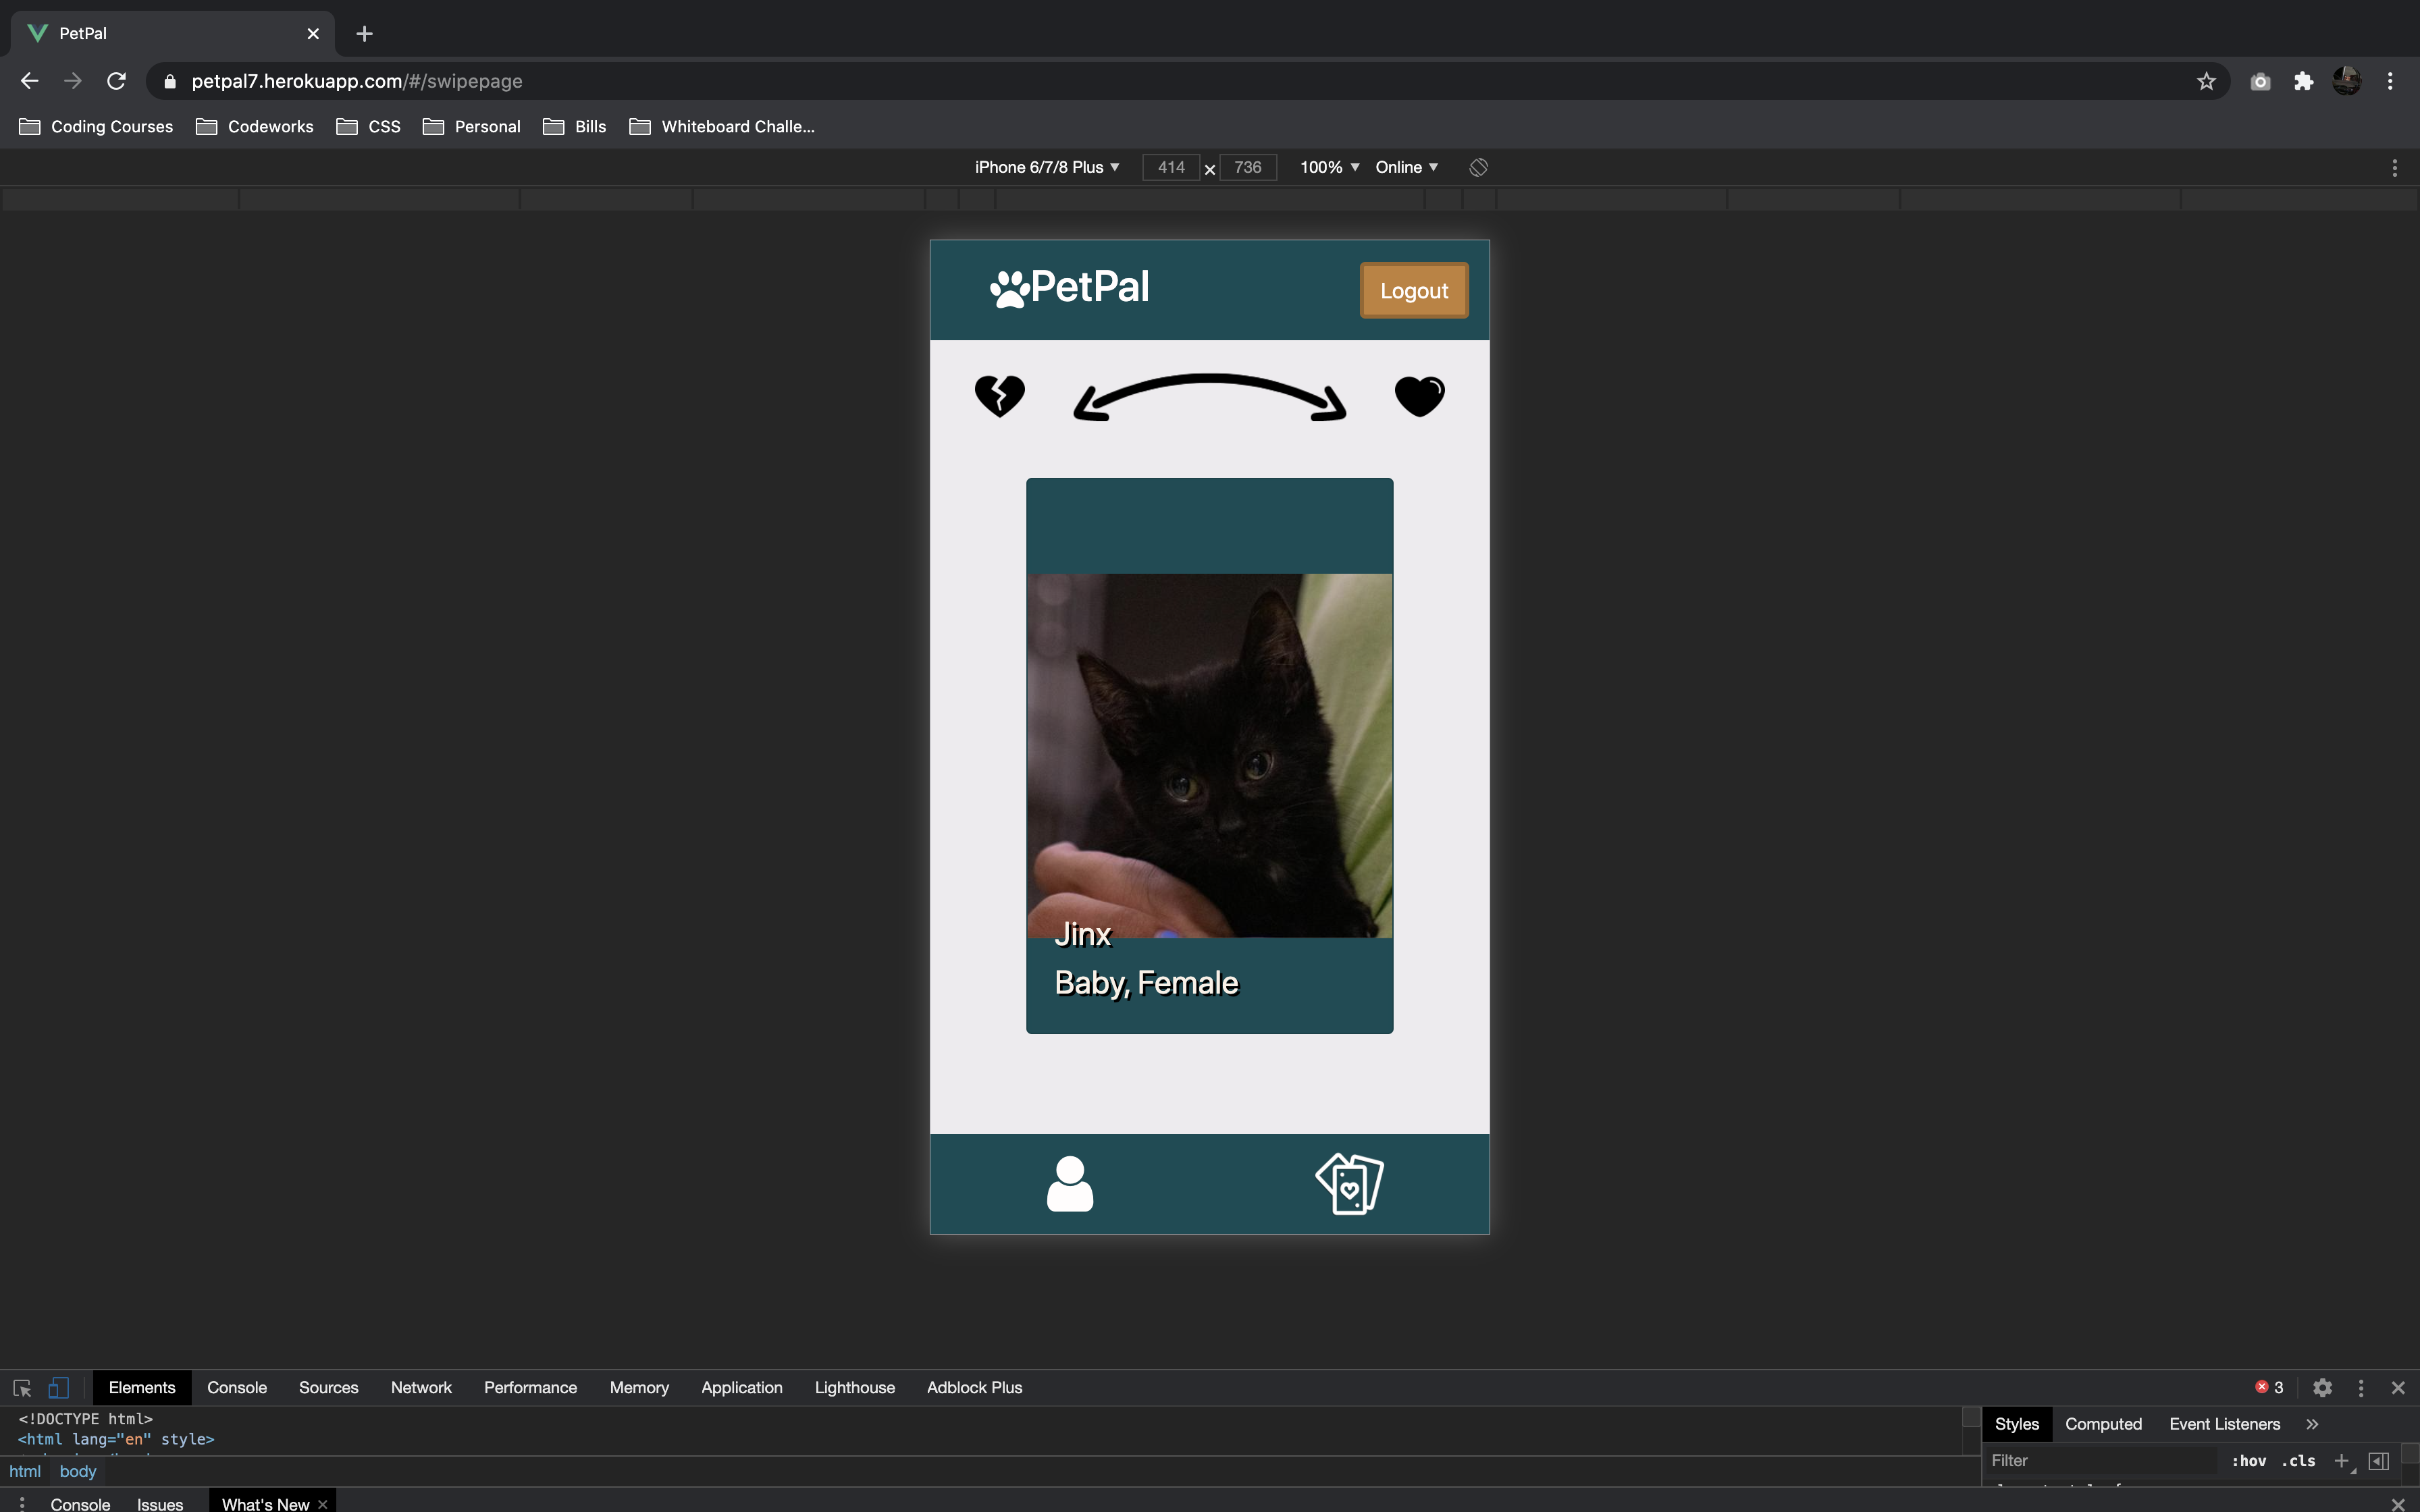 PetPal
petpal7.herokuapp.com/#/swipepage
Coding Courses Codeworks CSS Personal Bills Whiteboard Challe...
iPhone 6/7/8 Plus 414 x 736 100% Online
PetPal Logout
Jinx
Baby, Female
Elements Console Sources Network Performance Memory Application Lighthouse Adblock Plus 3
<!DOCTYPE html>
<html lang="en" style>
Styles Computed Event Listeners »
html body
Filter :hov .cls
Console Issues What's New